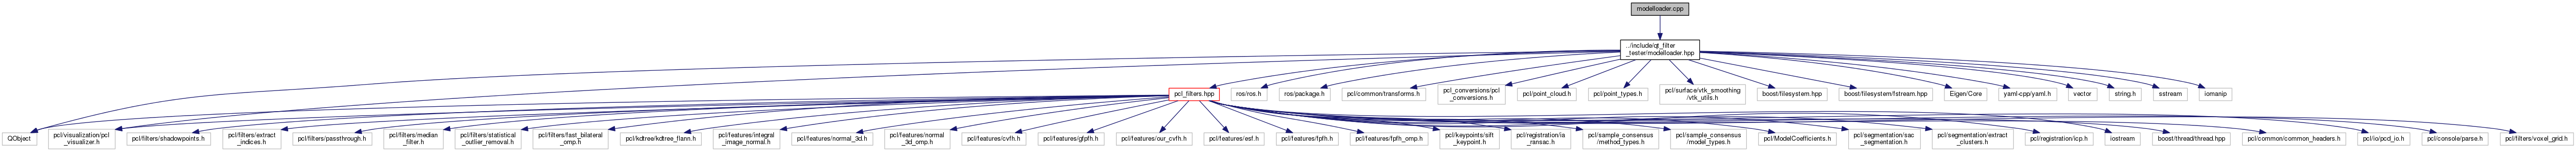 modelloader.cpp
../include/qt_filter
_tester/modelloader.hpp
pcl_filters.hpp
ros/ros.h
ros/package.h
pcl/common/transforms.h
pcl_conversions/pcl
_conversions.h
pcl/point_cloud.h
pcl/point_types.h
pcl/surface/vtk_smoothing
/vtk_utils.h
boost/filesystem.hpp
boost/filesystem/fstream.hpp
Eigen/Core
yaml-cpp/yaml.h
vector
string.h
sstream
iomanip
QObject
pcl/visualization/pcl
_visualizer.h
pcl/filters/shadowpoints.h
pcl/filters/extract
_indices.h
pcl/filters/passthrough.h
pcl/filters/median
_filter.h
pcl/filters/statistical
_outlier_removal.h
pcl/filters/fast_bilateral
_omp.h
pcl/kdtree/kdtree_flann.h
pcl/features/integral
_image_normal.h
pcl/features/normal_3d.h
pcl/features/normal
_3d_omp.h
pcl/features/cvfh.h
pcl/features/gfpfh.h
pcl/features/our_cvfh.h
pcl/features/esf.h
pcl/features/fpfh.h
pcl/features/fpfh_omp.h
pcl/keypoints/sift
_keypoint.h
pcl/registration/ia
_ransac.h
pcl/sample_consensus
/method_types.h
pcl/sample_consensus
/model_types.h
pcl/ModelCoefficients.h
pcl/segmentation/sac
_segmentation.h
pcl/segmentation/extract
_clusters.h
pcl/registration/icp.h
iostream
boost/thread/thread.hpp
pcl/common/common_headers.h
pcl/io/pcd_io.h
pcl/console/parse.h
pcl/filters/voxel_grid.h